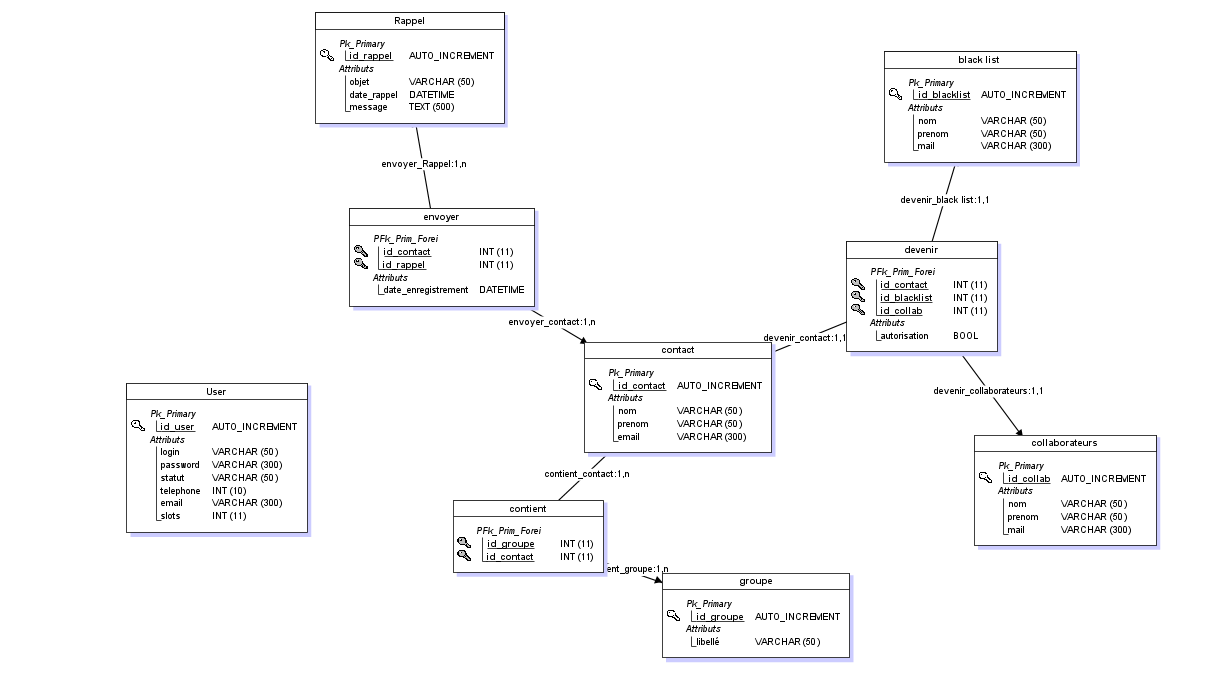 Rappel
Pk_Primary
id_rappel AUTO_INCREMENT
Attributs
objet VARCHAR (50)
date_rappel DATETIME
message TEXT (500)
envoyer_Rappel:1,n
envoyer
PFk_Prim_Forei
id_contact INT (11)
id_rappel INT (11)
Attributs
date_enregistrement DATETIME
envoyer_contact:1,n
black list
Pk_Primary
id_blacklist AUTO_INCREMENT
Attributs
nom VARCHAR (50)
prenom VARCHAR (50)
mail VARCHAR (300)
devenir_black list:1,1
devenir
PFk_Prim_Forei
id_contact INT (11)
id_blacklist INT (11)
id_collab INT (11)
Attributs
autorisation BOOL
devenir_contact:1,1
contact
Pk_Primary
id_contact AUTO_INCREMENT
Attributs
nom VARCHAR (50)
prenom VARCHAR (50)
email VARCHAR (300)
devenir_collaborateurs:1,1
collaborateurs
Pk_Primary
id_collab AUTO_INCREMENT
Attributs
nom VARCHAR (50)
prenom VARCHAR (50)
mail VARCHAR (300)
User
Pk_Primary
id_user AUTO_INCREMENT
Attributs
login VARCHAR (50)
password VARCHAR (300)
statut VARCHAR (50)
telephone INT (10)
email VARCHAR (300)
slots INT (11)
contient_contact:1,n
contient
PFk_Prim_Forei
id_groupe INT (11)
id_contact INT (11)
ent_groupe:1,n
groupe
Pk_Primary
id_groupe AUTO_INCREMENT
Attributs
libellé VARCHAR (50)